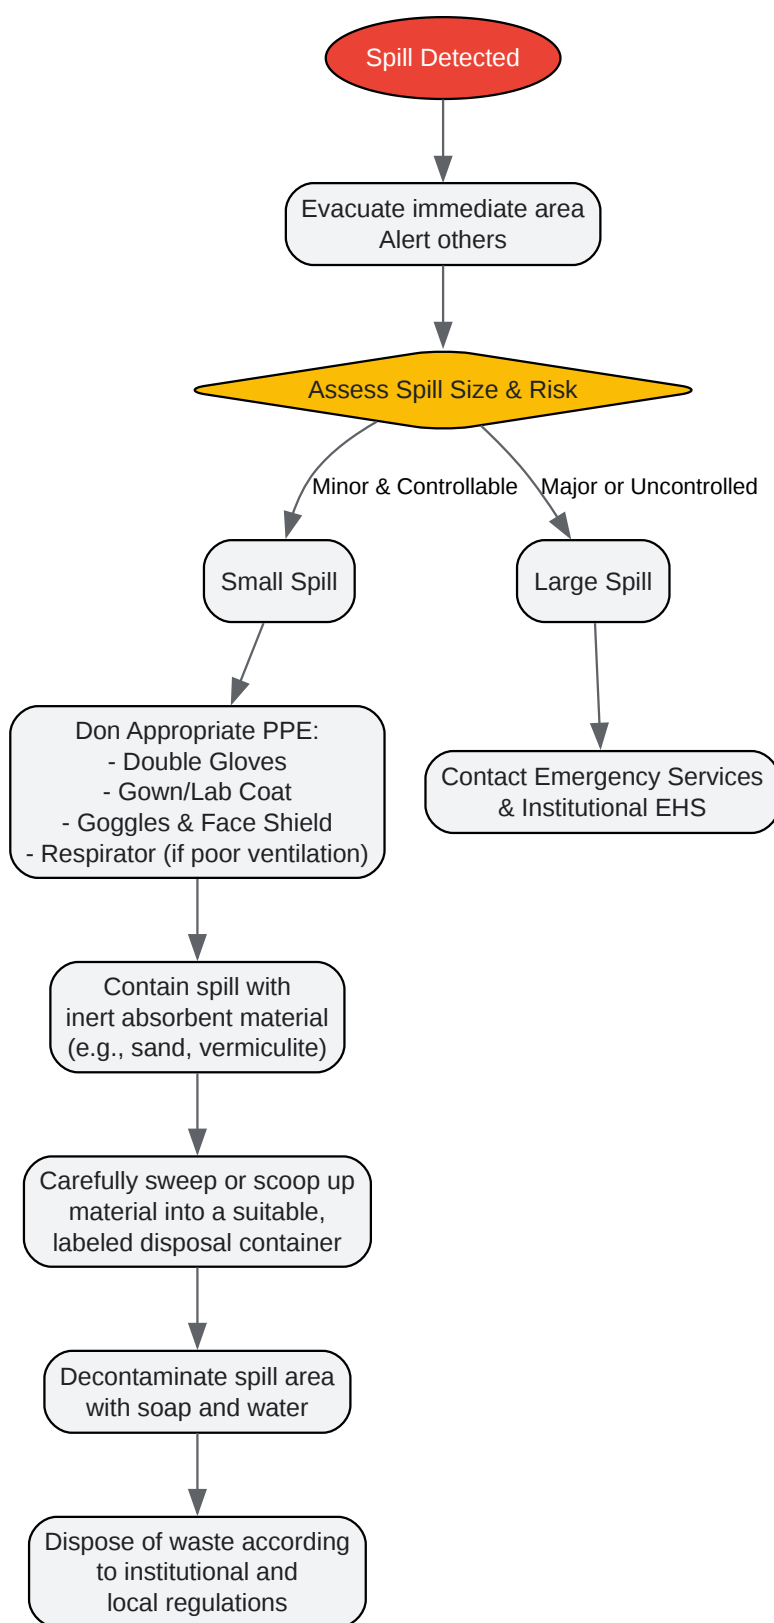 Spill Detected
Evacuate immediate area
Alert others
Assess Spill Size & Risk
Minor & Controllable
Major or Uncontrolled
Small Spill
Large Spill
Don Appropriate PPE:
- Double Gloves
- Gown/Lab Coat
- Goggles & Face Shield
- Respirator (if poor ventilation)
Contact Emergency Services
& Institutional EHS
Contain spill with
inert absorbent material
(e.g., sand, vermiculite)
Carefully sweep or scoop up
material into a suitable,
labeled disposal container
Decontaminate spill area
with soap and water
Dispose of waste according
to institutional and
local regulations